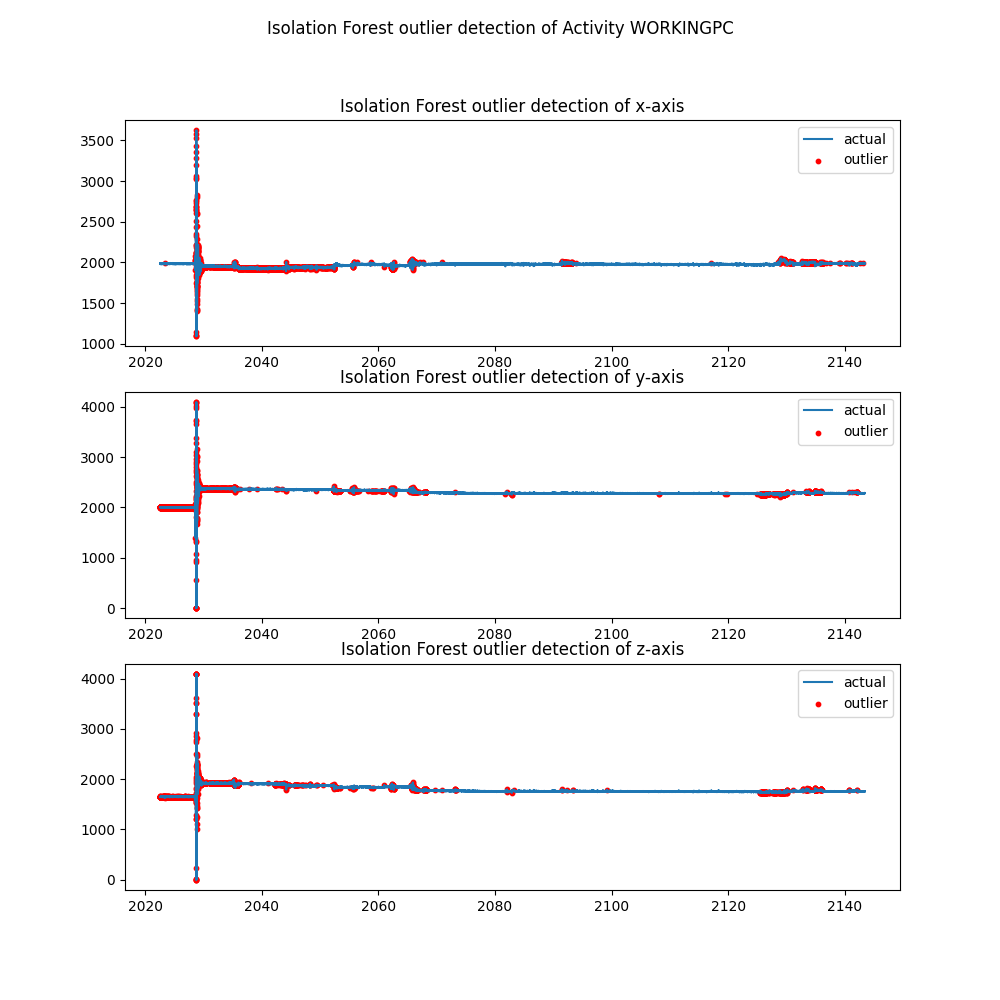 Isolation Forest outlier detection of Activity WORKINGPC
Isolation Forest outlier detection of x-axis
3500
3000
2500
2000
1500
1000
actual
outlier
2020 2040 2060 2080 2100 2120 2140
Isolation Forest outlier detection of y-axis
4000
3000
2000
1000
0
actual
outlier
2020 2040 2060 2080 2100 2120 2140
Isolation Forest outlier detection of z-axis
4000
3000
2000
1000
0
actual
outlier
2020 2040 2060 2080 2100 2120 2140